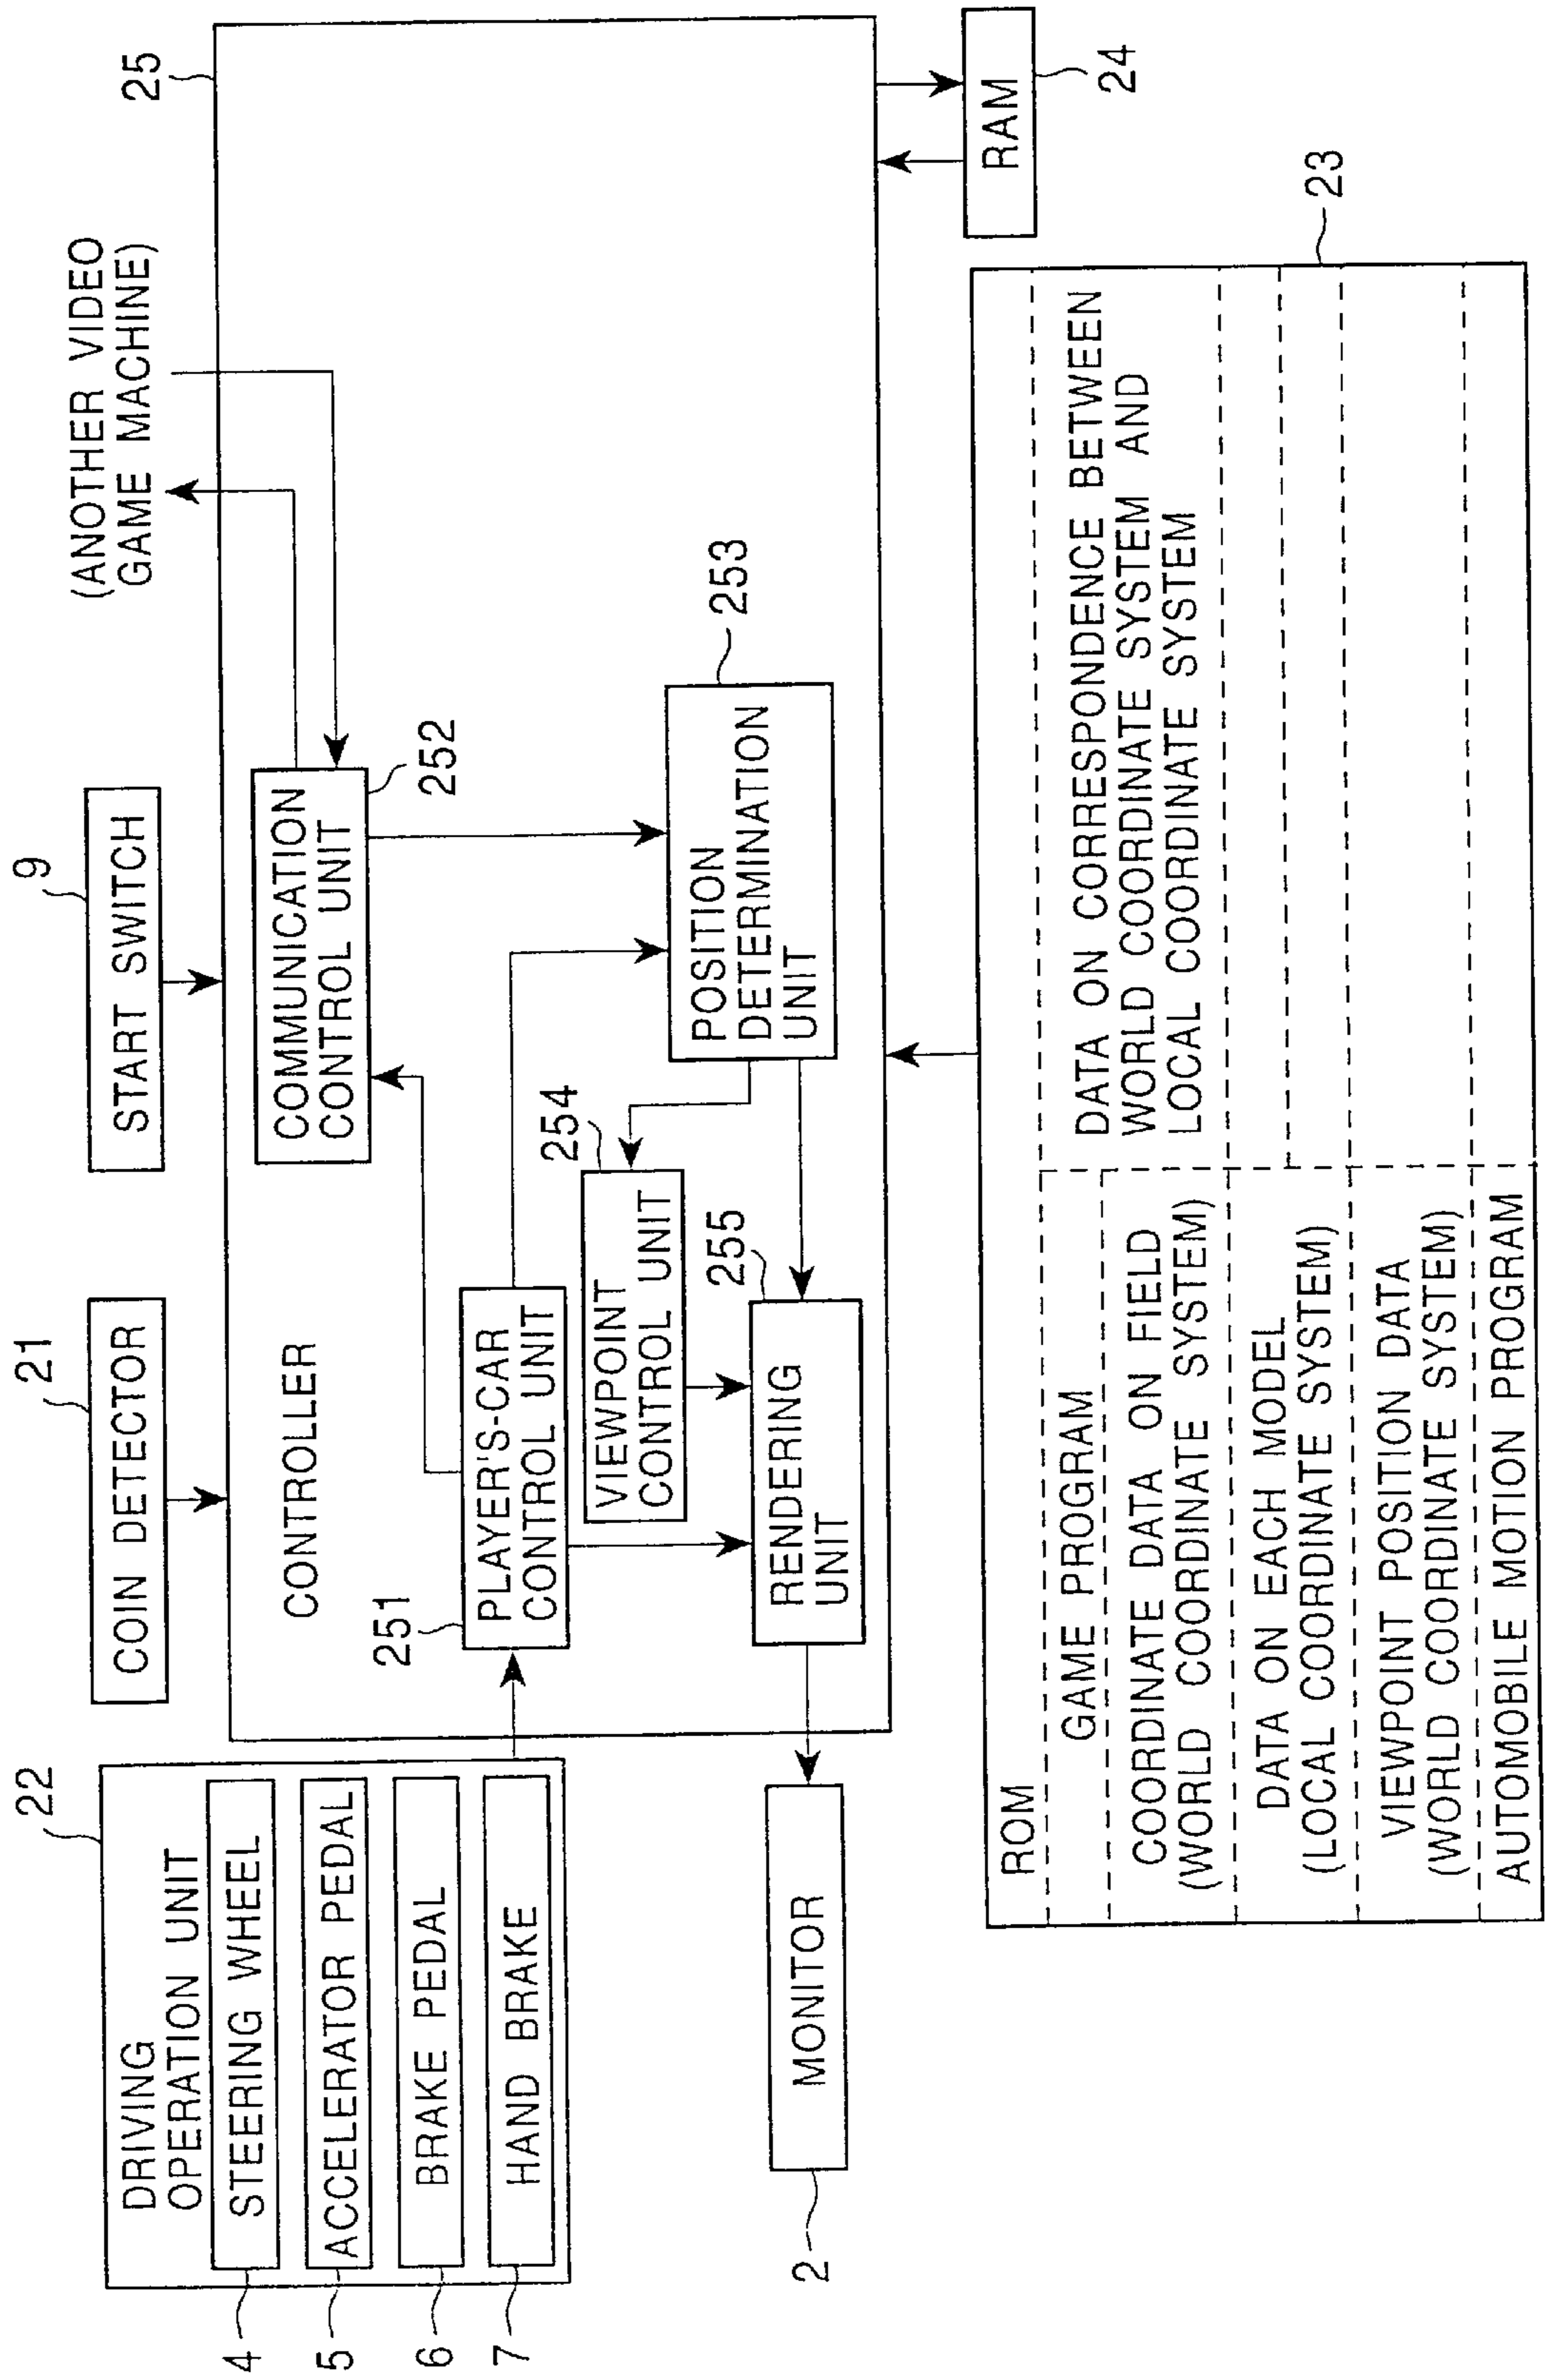 22
DRIVING
OPERATION UNIT
4
STEERING WHEEL
5
ACCELERATOR PEDAL
6
BRAKE PEDAL
7
HAND BRAKE
21
COIN DETECTOR
9
START SWITCH
(ANOTHER VIDEO
GAME MACHINE)
25
CONTROLLER
COMMUNICATION
CONTROL UNIT
252
251
PLAYER'S-CAR
CONTROL UNIT
254
VIEWPOINT
CONTROL UNIT
253
POSITION
DETERMINATION
UNIT
255
RENDERING
UNIT
MONITOR
2
RAM
24
23
ROM
GAME PROGRAM
COORDINATE DATA ON FIELD
(WORLD COORDINATE SYSTEM)
DATA ON CORRESPONDENCE BETWEEN
WORLD COORDINATE SYSTEM AND
LOCAL COORDINATE SYSTEM
DATA ON EACH MODEL
(LOCAL COORDINATE SYSTEM)
VIEWPOINT POSITION DATA
(WORLD COORDINATE SYSTEM)
AUTOMOBILE MOTION PROGRAM